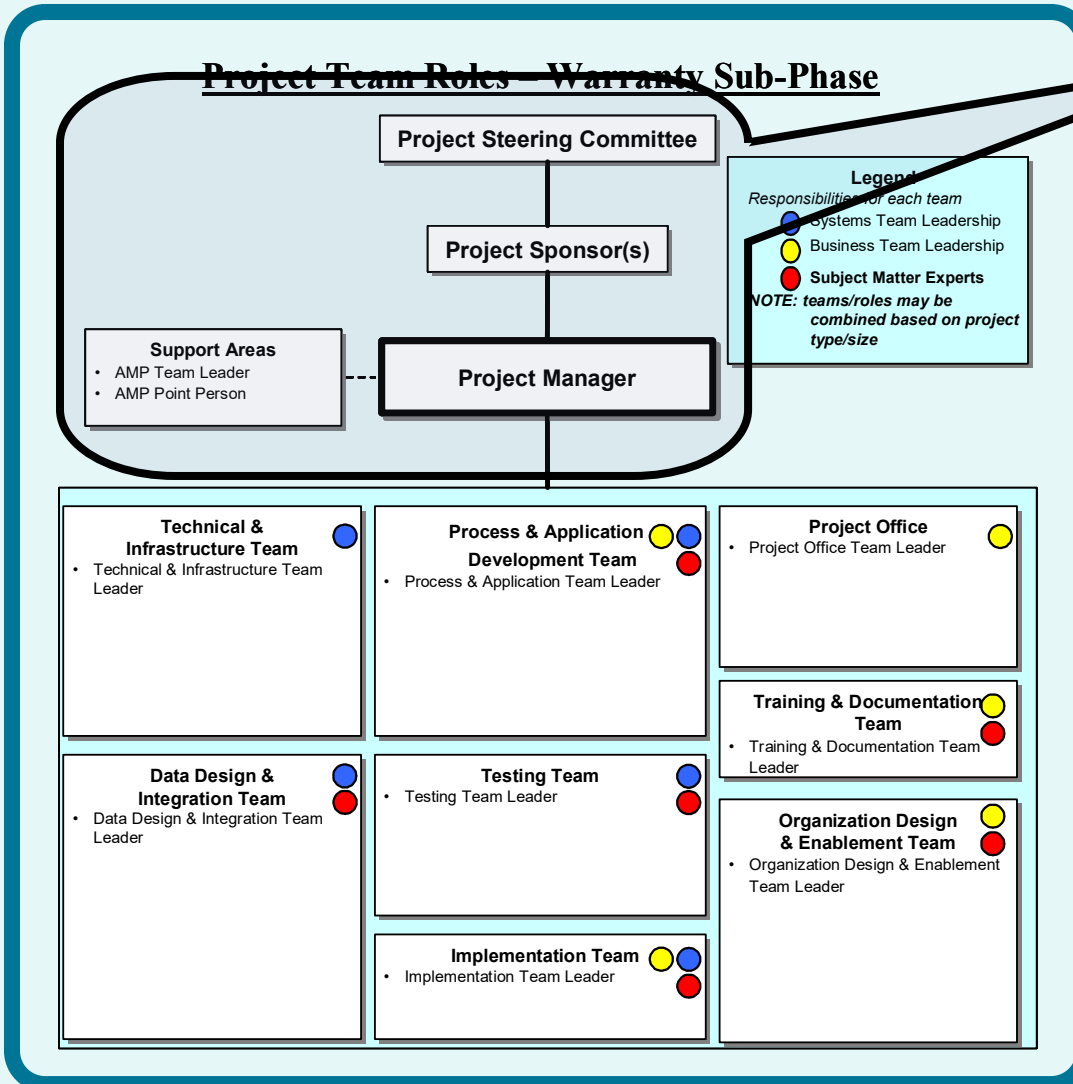 Project Team Roles – Warranty Sub-Phase
Project Steering Committee
Legend
Responsibilities for each team
Systems Team Leadership
Business Team Leadership
Subject Matter Experts
NOTE: teams/roles may be
combined based on project
type/size
Project Sponsor(s)
Support Areas
• AMP Team Leader
• AMP Point Person
Project Manager
Technical &
Infrastructure Team
• Technical & Infrastructure Team
Leader
Process & Application
Development Team
• Process & Application Team Leader
Project Office
• Project Office Team Leader
Training & Documentation
Team
• Training & Documentation Team
Leader
Data Design &
Integration Team
• Data Design & Integration Team
Leader
Testing Team
• Testing Team Leader
Organization Design
& Enablement Team
• Organization Design & Enablement
Team Leader
Implementation Team
• Implementation Team Leader